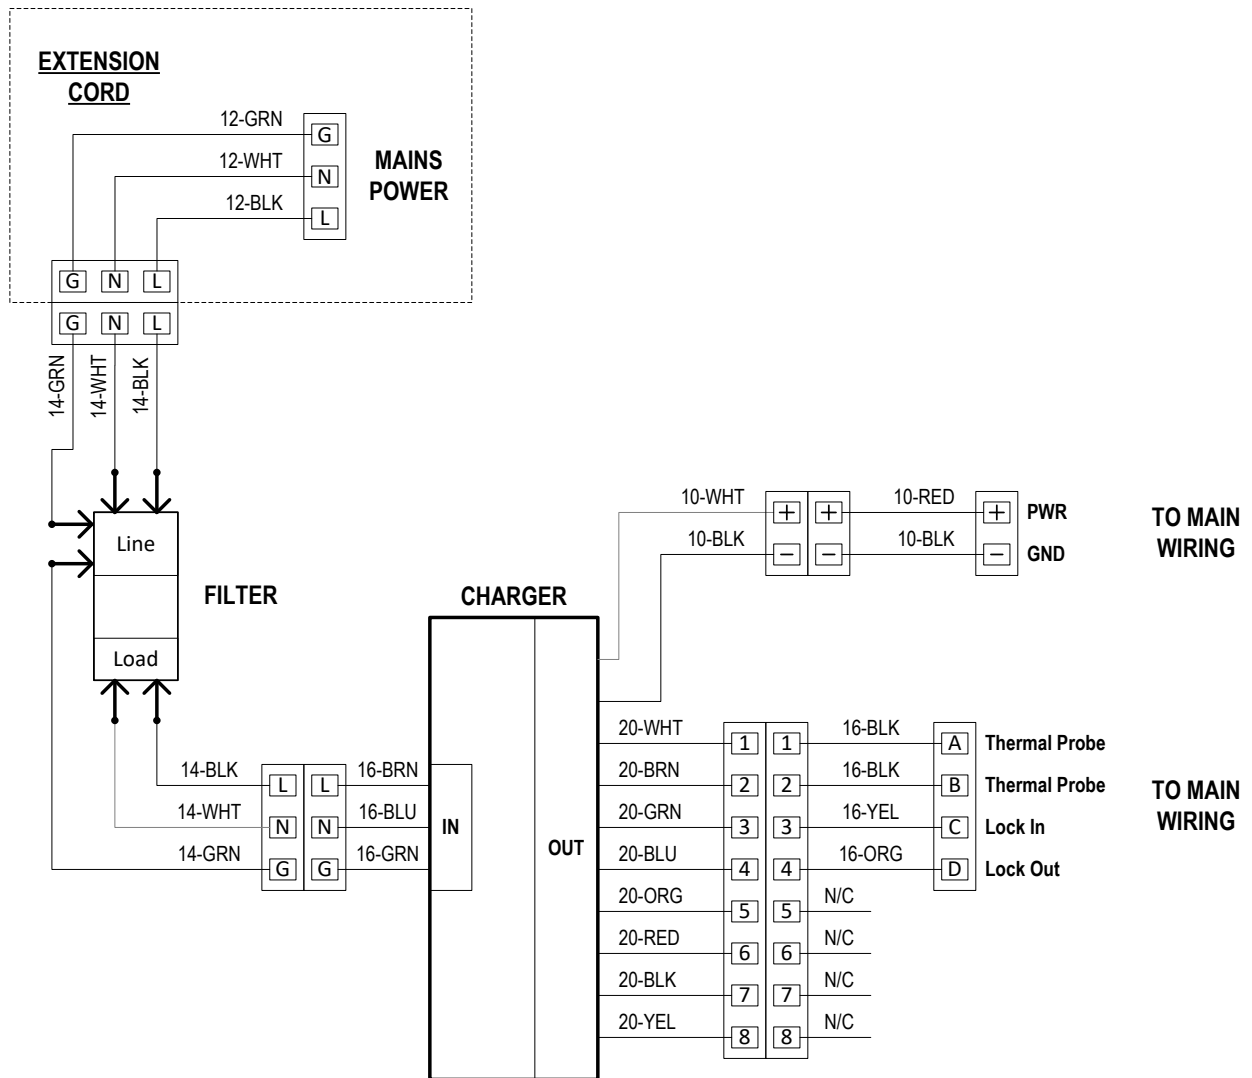 EXTENSION
CORD
12-GRN
G
12-WHT
N
12-BLK
L
MAINS
POWER
G N L
G N L
14-GRN
14-WHT
14-BLK
Line
Load
FILTER
14-BLK
L L
16-BRN
14-WHT
N N
16-BLU
14-GRN
G G
16-GRN
CHARGER
IN
OUT
10-WHT
+ +
10-RED
+
PWR
10-BLK
− −
10-BLK
−
GND
TO MAIN
WIRING
20-WHT
1 1
16-BLK
A
Thermal Probe
20-BRN
2 2
16-BLK
B
Thermal Probe
20-GRN
3 3
16-YEL
C
Lock In
20-BLU
4 4
16-ORG
D
Lock Out
20-ORG
5 5
N/C
20-RED
6 6
N/C
20-BLK
7 7
N/C
20-YEL
8 8
N/C
TO MAIN
WIRING